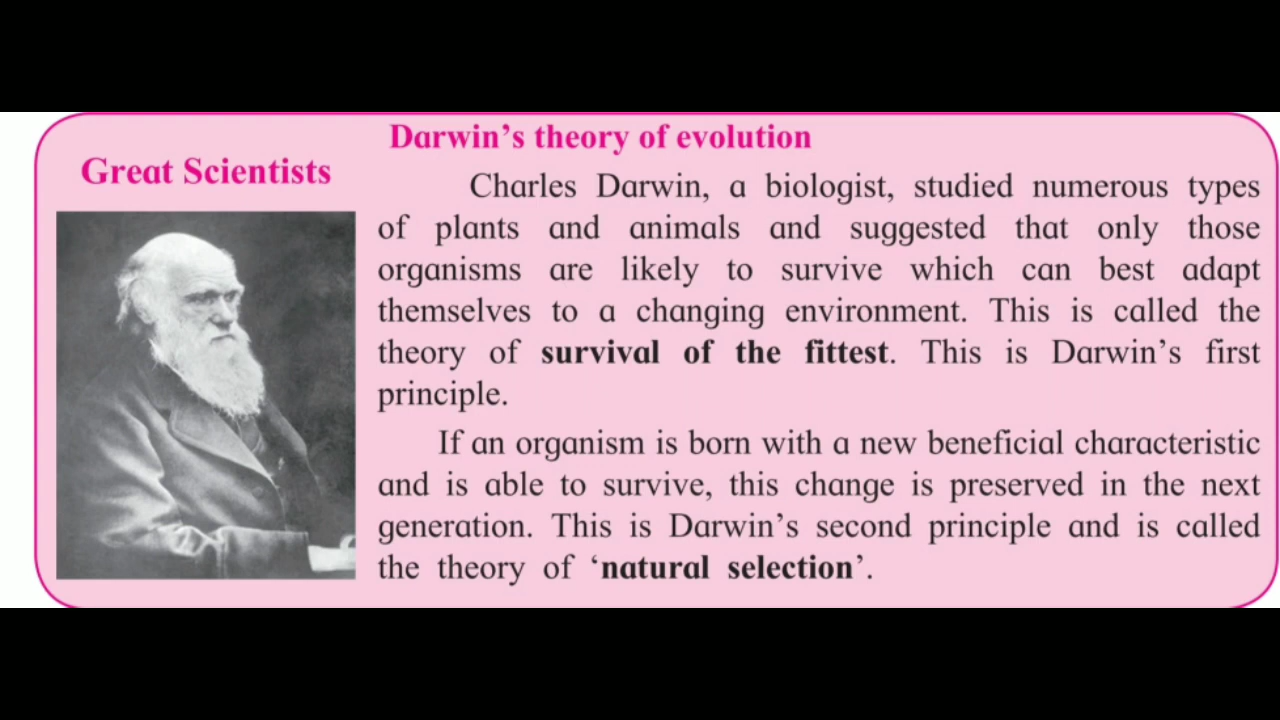 Great Scientists
Darwin's theory of evolution
Charles Darwin, a biologist, studied numerous types
of plants and animals and suggested that only those
organisms are likely to survive which can best adapt
themselves to a changing environment. This is called the
theory of survival of the fittest. This is Darwin's first
principle.
If an organism is born with a new beneficial characteristic
and is able to survive, this change is preserved in the next
generation. This is Darwin's second principle and is called
the theory of ‘natural selection’.